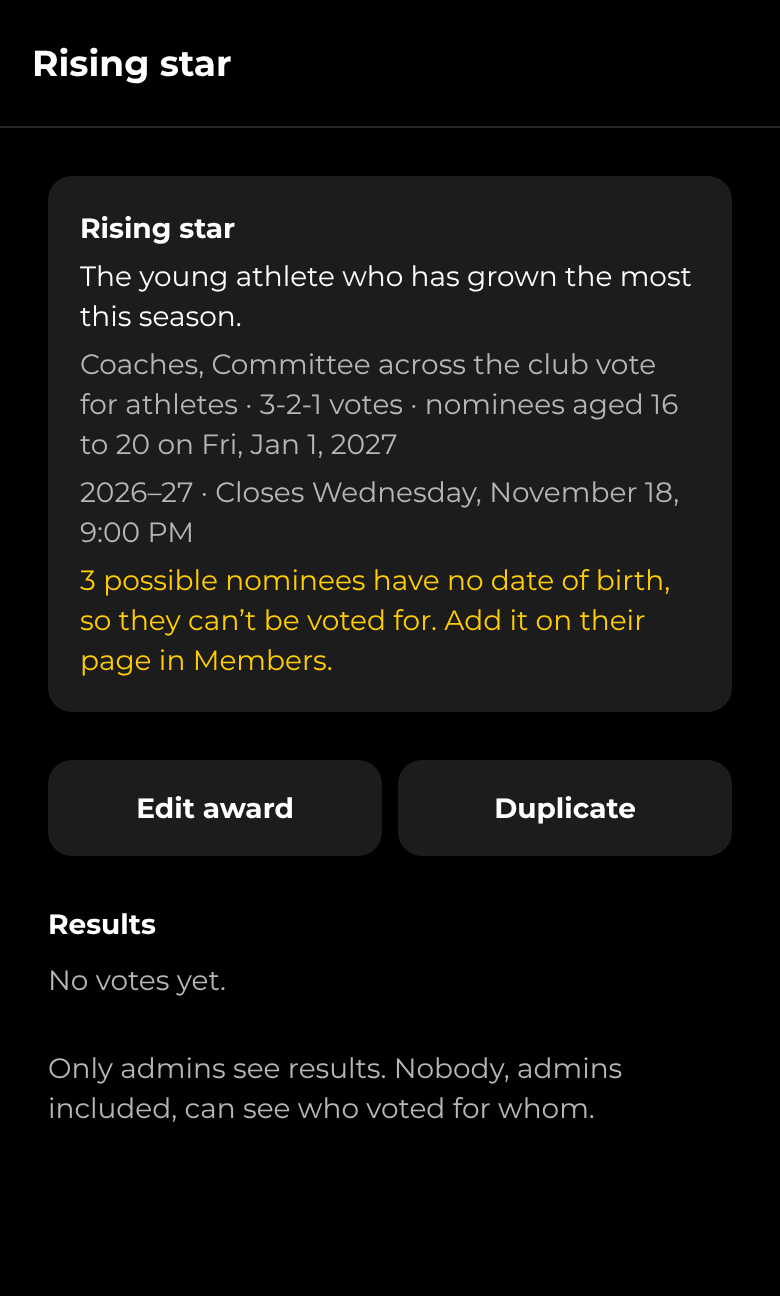 Rising star
Rising star
The young athlete who has grown the most
this season.
Coaches, Committee across the club vote
for athletes · 3-2-1 votes · nominees aged 16
to 20 on Fri, Jan 1, 2027
2026–27 · Closes Wednesday, November 18,
9:00 PM
3 possible nominees have no date of birth,
so they can’t be voted for. Add it on their
page in Members.
Edit award
Duplicate
Results
No votes yet.
Only admins see results. Nobody, admins
included, can see who voted for whom.